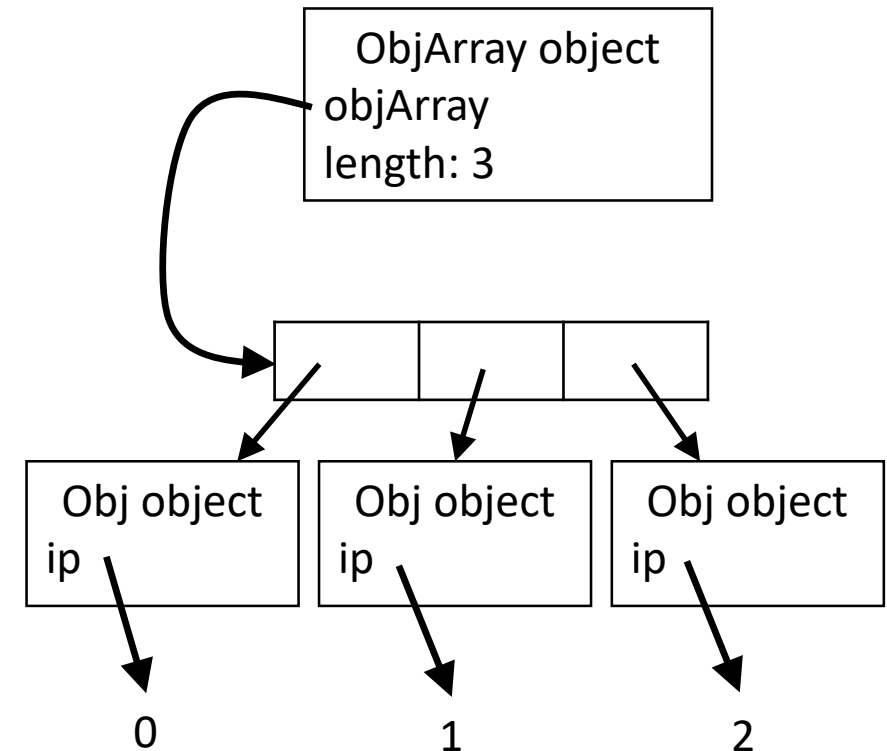 ObjArray object
objArray
length: 3
Obj object
ip
Obj object
ip
Obj object
ip
0
1
2